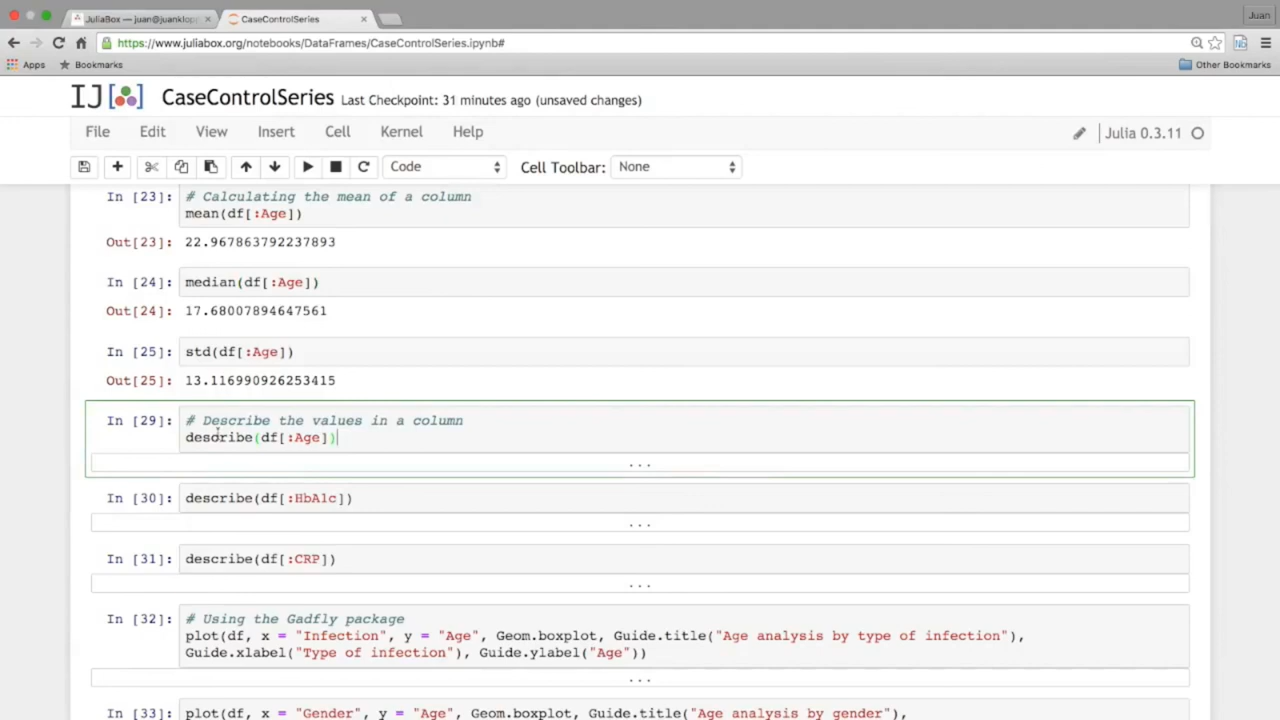 JuliaBox — juan@juanklopp
CaseControlSeries
Juan
https://www.juliabox.org/notebooks/DataFrames/CaseControlSeries.ipynb#
Apps
Bookmarks
Other Bookmarks
IJ[ ] CaseControlSeries Last Checkpoint: 31 minutes ago (unsaved changes)
File Edit View Insert Cell Kernel Help
Julia 0.3.11
Code
Cell Toolbar: None
In [23]: # Calculating the mean of a column
mean(df[:Age])
Out[23]: 22.967863792237893
In [24]: median(df[:Age])
Out[24]: 17.68007894647561
In [25]: std(df[:Age])
Out[25]: 13.116990926253415
In [29]: # Describe the values in a column
describe(df[:Age])
...
In [30]: describe(df[:HbA1c])
...
In [31]: describe(df[:CRP])
...
In [32]: # Using the Gadfly package
plot(df, x = "Infection", y = "Age", Geom.boxplot, Guide.title("Age analysis by type of infection"),
Guide.xlabel("Type of infection"), Guide.ylabel("Age"))
...
In [33]: plot(df, x = "Gender", y = "Age", Geom.boxplot, Guide.title("Age analysis by gender"),